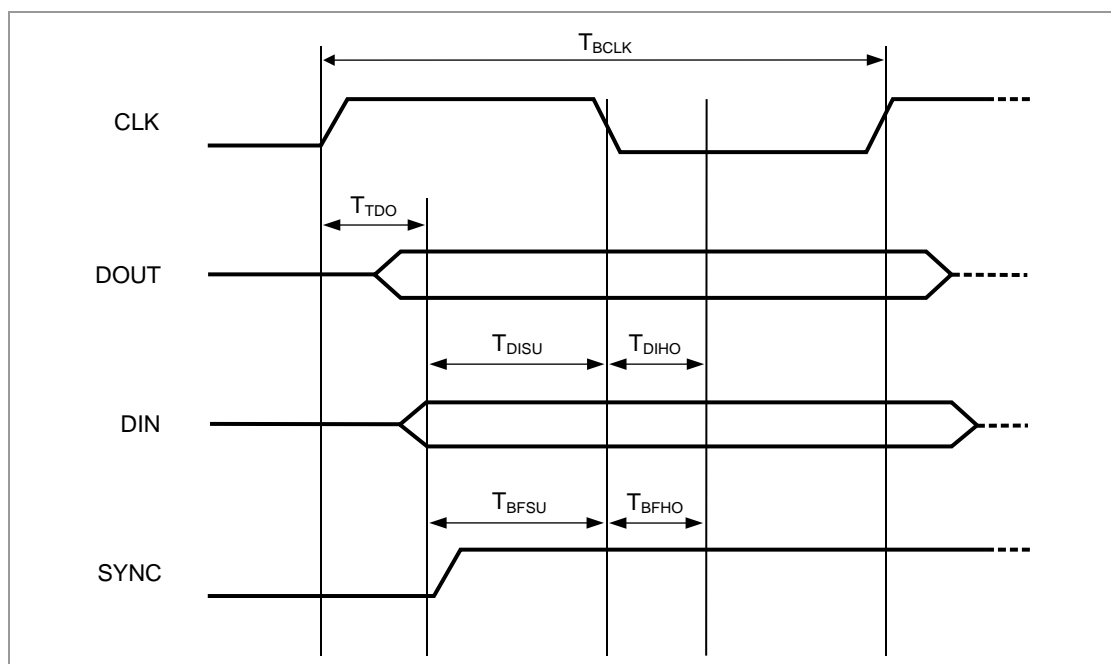 TBCLK
CLK
TTDO
DOUT
TDISU
TDIHO
DIN
TBFSU
TBFHO
SYNC